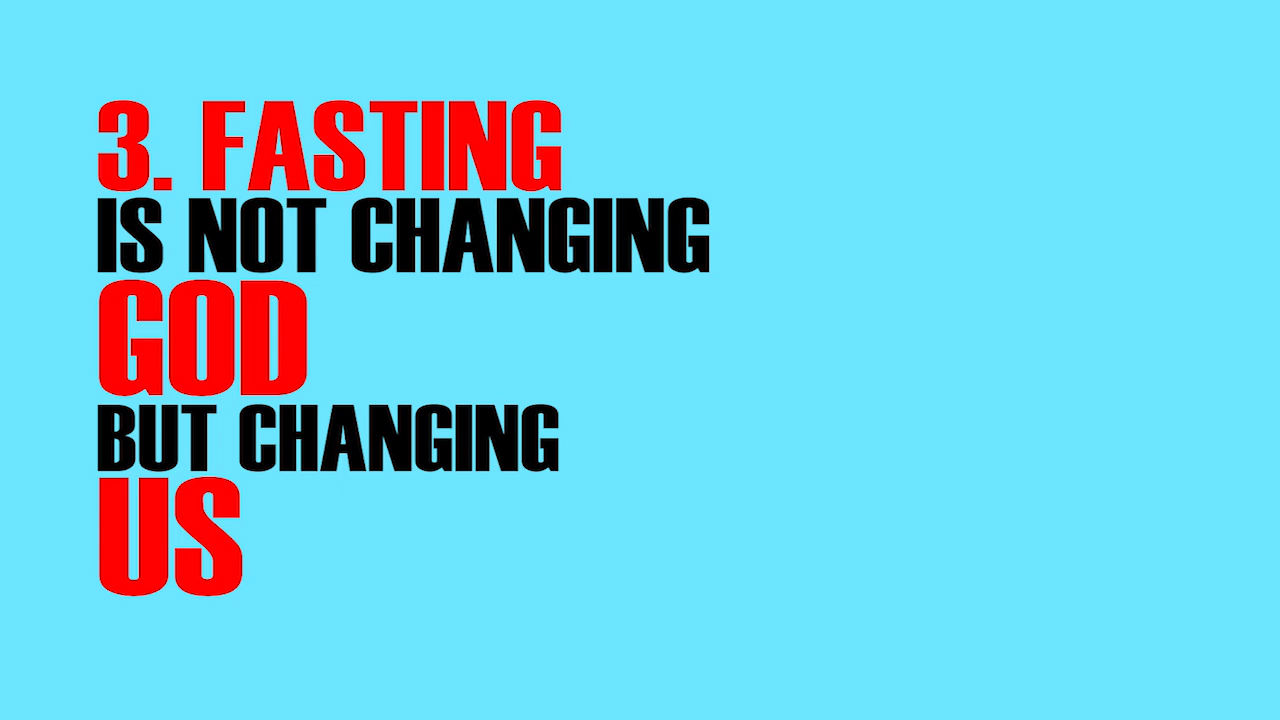 3. FASTING
IS NOT CHANGING
GOD
BUT CHANGING
US